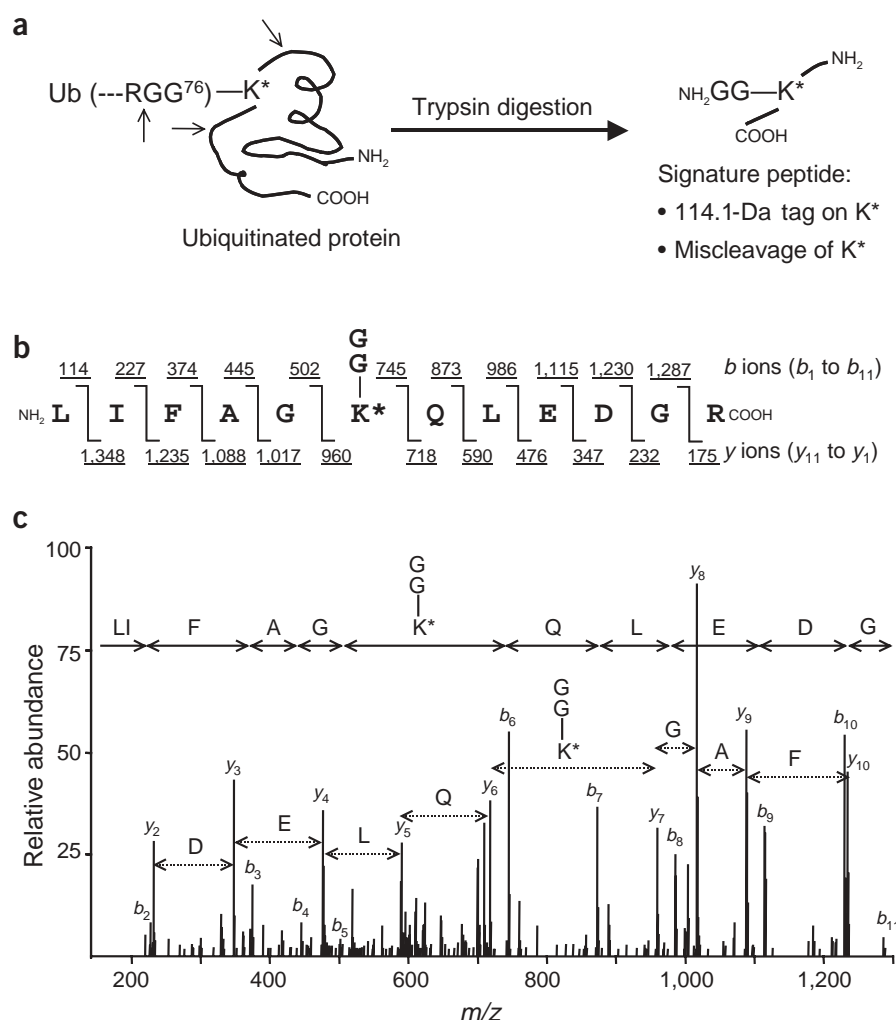 a
Ub (---RGG76) — K*
NH2
COOH
Ubiquitinated protein
Trypsin digestion
NH2GG—K*
NH2
COOH
Signature peptide:
• 114.1-Da tag on K*
• Miscleavage of K*
b
G
G
114 227 374 445 502 745 873 986 1,115 1,230 1,287 b ions (b1 to b11)
NH2 L I F A G K* Q L E D G R COOH
1,348 1,235 1,088 1,017 960 718 590 476 347 232 175 y ions (y11 to y1)
c
Relative abundance
100
75
50
25
LI F A G K* Q L E D G
G
G
y8
G
G
K*
G
A
F
b6
y9
b10
y10
y3
y4
Q
y6
b7
y2
D
E
L
y5
y7
b8
b9
b2
b3
b4
b5
b11
200 400 600 800 1,000 1,200
m/z